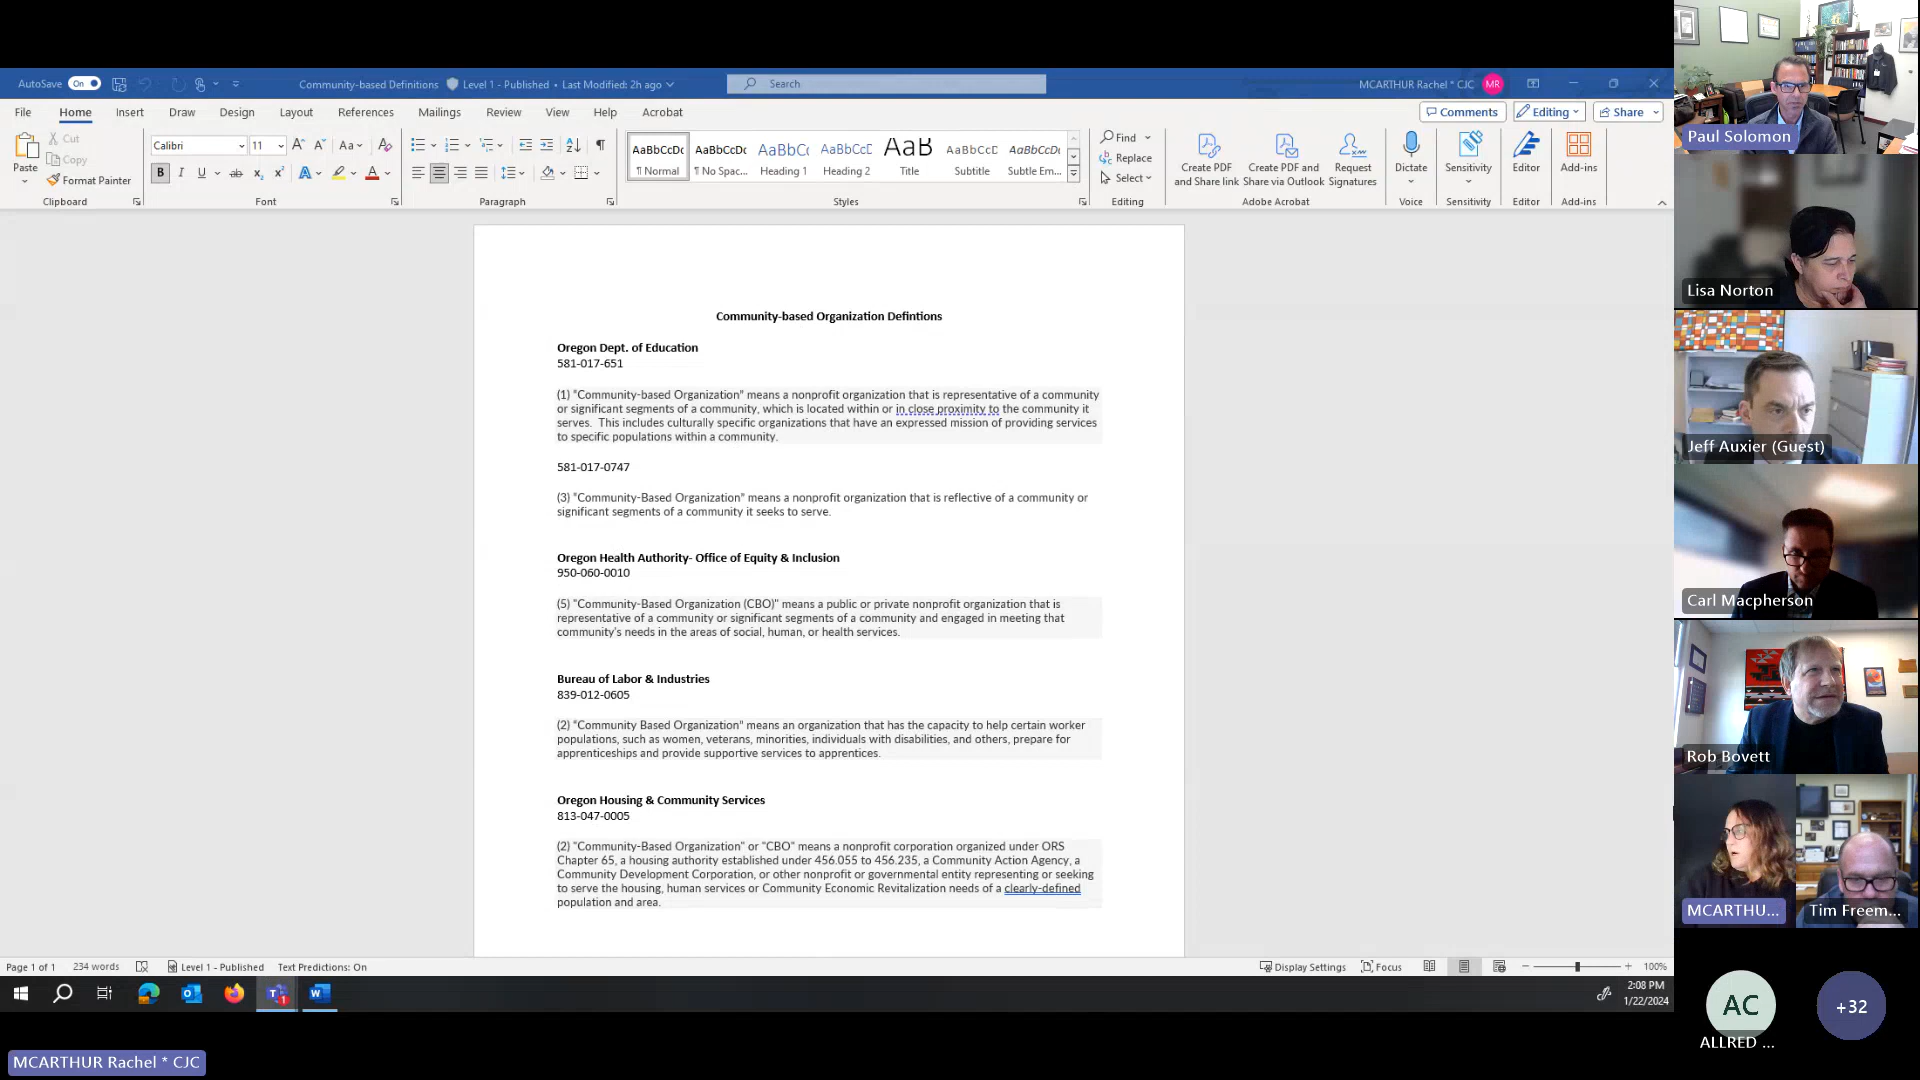 AutoSave On
Community-based Definitions Level 1 - Published • Last Modified: 2h ago
Search
MCARTHUR Rachel * CJC MR
File Home Insert Draw Design Layout References Mailings Review View Help Acrobat
Comments Editing Share
Paste
Cut
Copy
Format Painter
Clipboard
Calibri 11
Aa
B I U ab x₂ x² A A
Font
Paragraph
AaBbCcDc AaBbCcDc AaBbCc AaBbCcD AaB AaBbCcD AaBbCcDc
¶ Normal ¶ No Spac... Heading 1 Heading 2 Title Subtitle Subtle Em...
Styles
Find
Replace
Select
Editing
Create PDF and Share link
Create PDF and Share via Outlook
Request Signatures
Adobe Acrobat
Dictate
Voice
Sensitivity
Sensitivity
Editor
Editor
Add-ins
Add-ins
Community-based Organization Defintions
Oregon Dept. of Education
581-017-651
(1) "Community-based Organization" means a nonprofit organization that is representative of a community
or significant segments of a community, which is located within or in close proximity to the community it
serves. This includes culturally specific organizations that have an expressed mission of providing services
to specific populations within a community.
581-017-0747
(3) "Community-Based Organization" means a nonprofit organization that is reflective of a community or
significant segments of a community it seeks to serve.
Oregon Health Authority- Office of Equity & Inclusion
950-060-0010
(5) "Community-Based Organization (CBO)" means a public or private nonprofit organization that is
representative of a community or significant segments of a community and engaged in meeting that
community's needs in the areas of social, human, or health services.
Bureau of Labor & Industries
839-012-0605
(2) "Community Based Organization" means an organization that has the capacity to help certain worker
populations, such as women, veterans, minorities, individuals with disabilities, and others, prepare for
apprenticeships and provide supportive services to apprentices.
Oregon Housing & Community Services
813-047-0005
(2) "Community-Based Organization" or "CBO" means a nonprofit corporation organized under ORS
Chapter 65, a housing authority established under 456.055 to 456.235, a Community Action Agency, a
Community Development Corporation, or other nonprofit or governmental entity representing or seeking
to serve the housing, human services or Community Economic Revitalization needs of a clearly-defined
population and area.
Page 1 of 1 234 words Level 1 - Published Text Predictions: On
Display Settings Focus 100%
2:08 PM
1/22/2024
MCARTHUR Rachel * CJC
Paul Solomon
Lisa Norton
Jeff Auxier (Guest)
Carl Macpherson
Rob Bovett
MCARTHU...
Tim Freem...
AC
ALLRED ...
+32